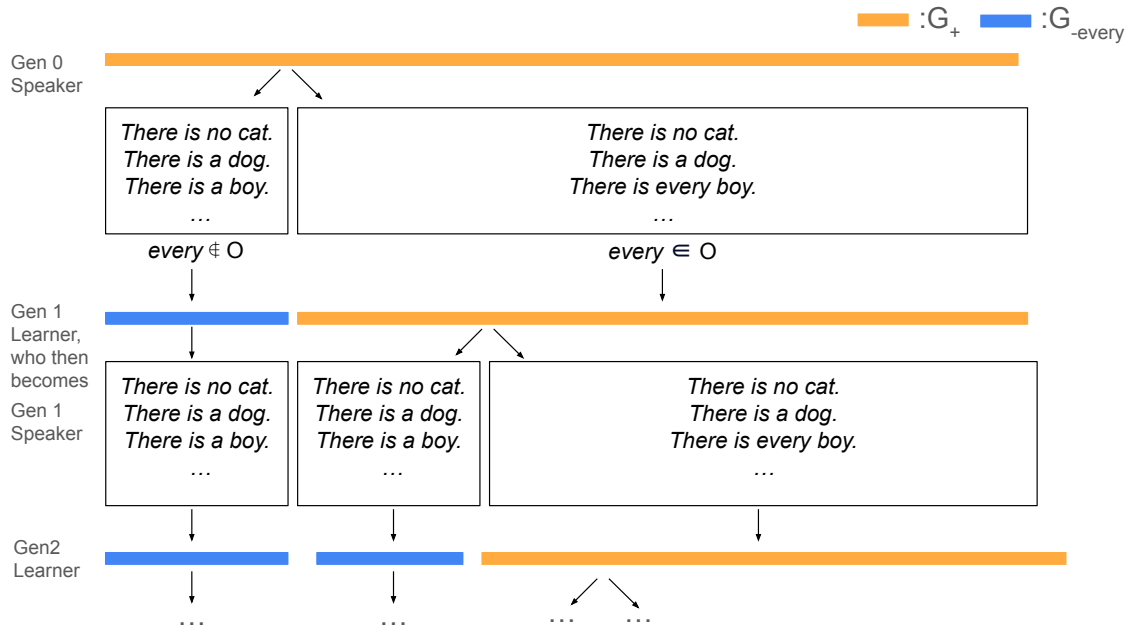 :G+ :G-every
Gen 0
Speaker
There is no cat.
There is a dog.
There is a boy.
…
There is no cat.
There is a dog.
There is every boy.
…
every ∉ O
every ∈ O
Gen 1
Learner,
who then
becomes
Gen 1
Speaker
There is no cat.
There is a dog.
There is a boy.
…
There is no cat.
There is a dog.
There is a boy.
…
There is no cat.
There is a dog.
There is every boy.
…
Gen2
Learner
… … … …